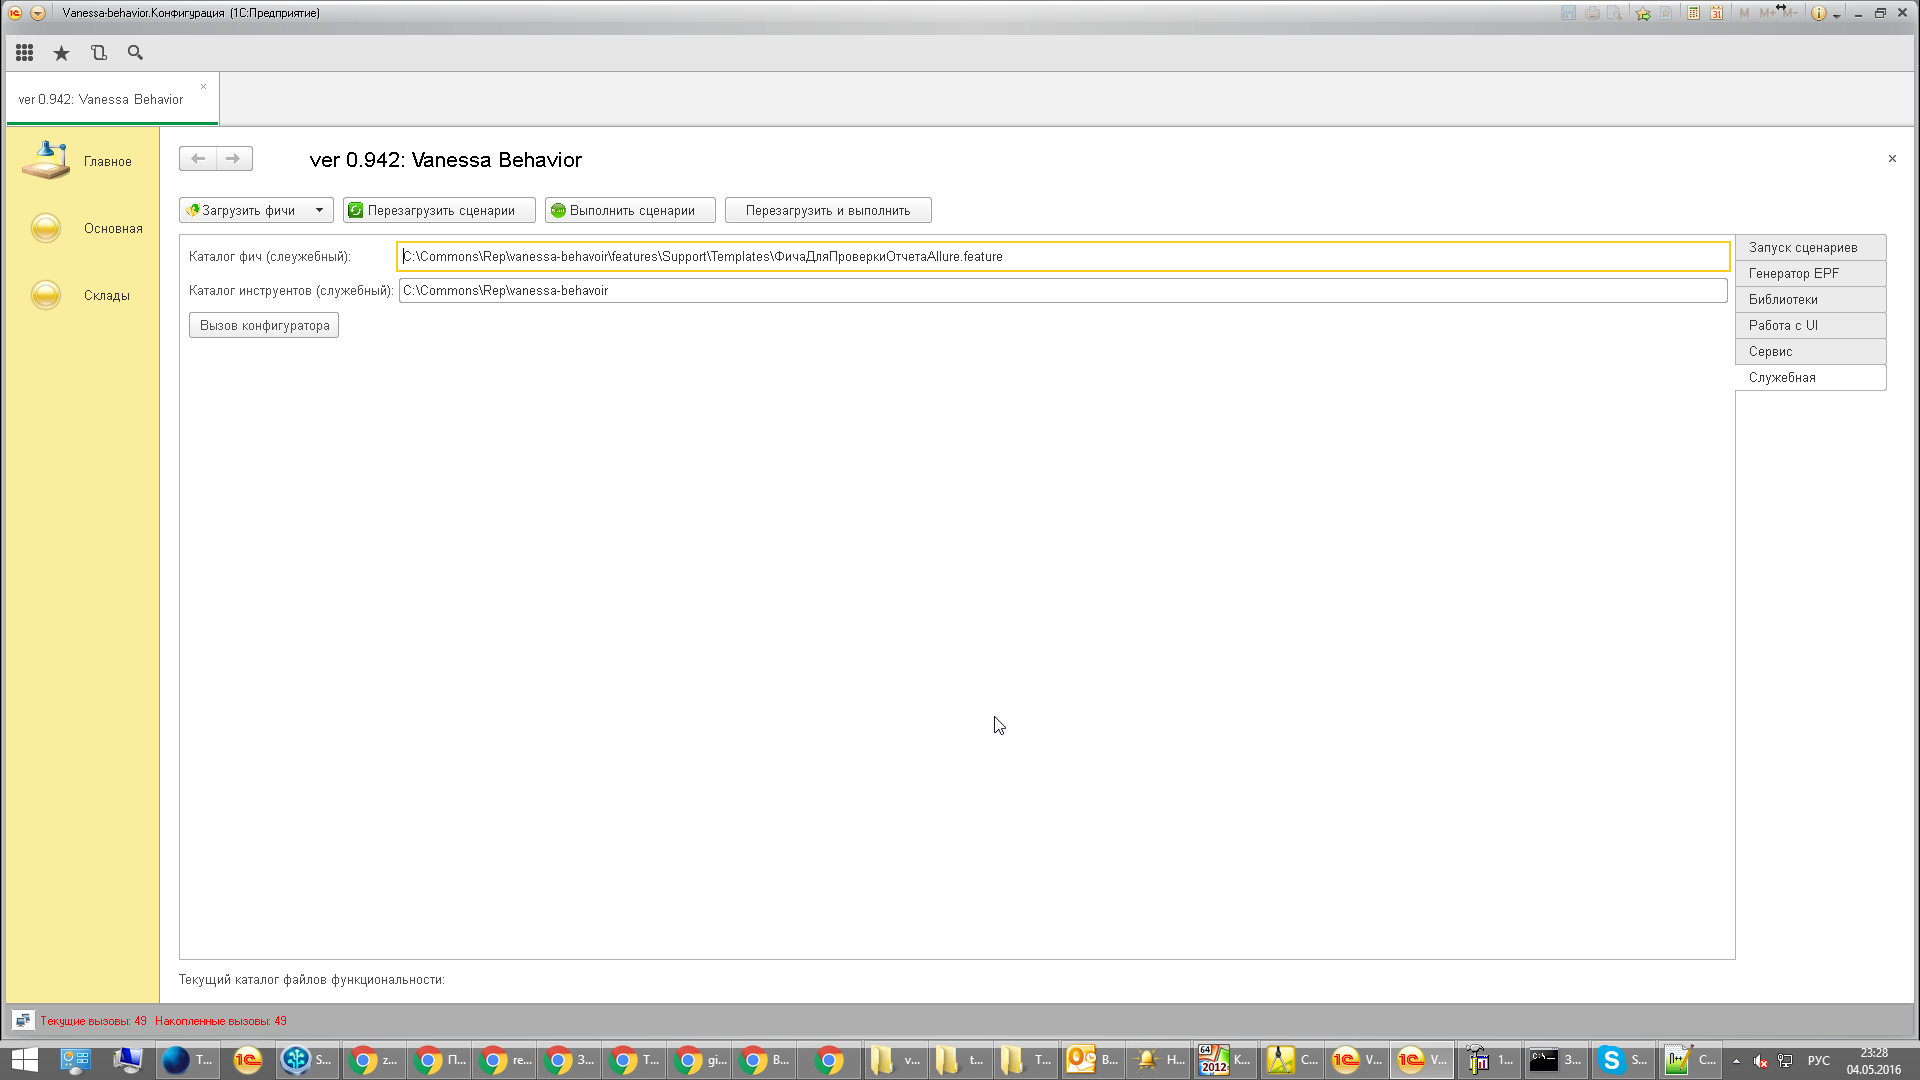 Vanessa-behavior.Конфигурация (1С:Предприятие)
M M+ M-
ver 0.942: Vanessa Behavior
Главное
Основная
Склады
ver 0.942: Vanessa Behavior
Загрузить фичи
Перезагрузить сценарии
Выполнить сценарии
Перезагрузить и выполнить
Каталог фич (слеужебный):
C:\Commons\Rep\vanessa-behavoir\features\Support\Templates\ФичаДляПроверкиОтчетаAllure.feature
Каталог инструентов (служебный):
C:\Commons\Rep\vanessa-behavoir
Вызов конфигуратора
Запуск сценариев
Генератор EPF
Библиотеки
Работа с UI
Сервис
Служебная
Текущий каталог файлов функциональности:
Текущие вызовы: 49 Накопленные вызовы: 49
T... S... z... П... re... З... T... gi... B... v... t... T... B... H... K... C... V... V... 1... З... S... C...
РУС
23:28
04.05.2016